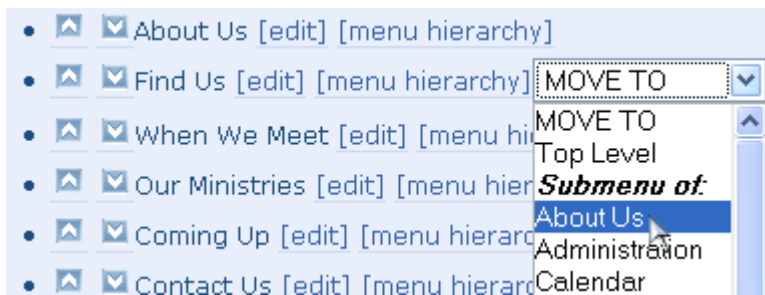 About Us [edit] [menu hierarchy]
Find Us [edit] [menu hierarchy] MOVE TO
MOVE TO
When We Meet [edit] [menu hi
Top Level
Our Ministries [edit] [menu hier
Submenu of:
About Us
Coming Up [edit] [menu hierarc
Administration
Contact Us [edit] [menu hierarc
Calendar